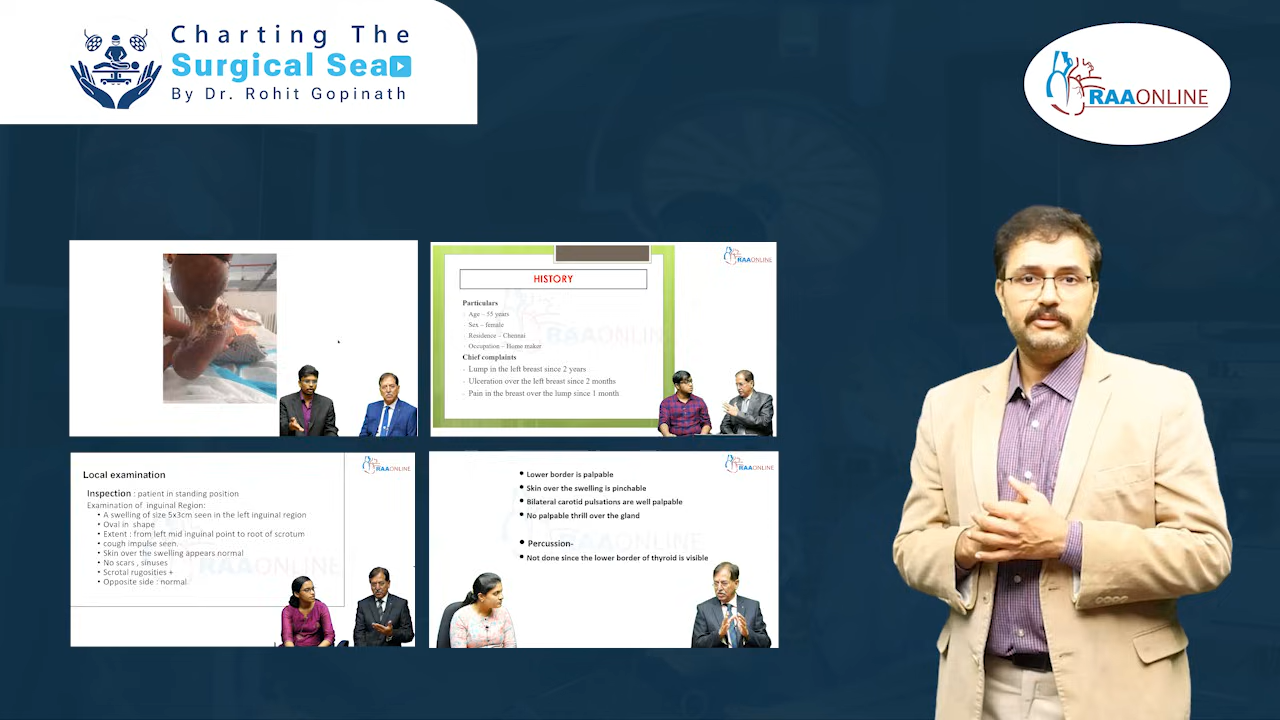 Charting The
Surgical Sea
By Dr. Rohit Gopinath
RAAONLINE
RAAONLINE
HISTORY
Particulars
Age – 55 years
Sex – female
Residence – Chennai
Occupation – Home maker
Chief complaints
- Lump in the left breast since 2 years
- Ulceration over the left breast since 2 months
- Pain in the breast over the lump since 1 month
RAAONLINE
RAAONLINE
Local examination
Inspection : patient in standing position
Examination of inguinal Region:
• A swelling of size 5x3cm seen in the left inguinal region
• Oval in shape
• Extent : from left mid inguinal point to root of scrotum
• cough impulse seen.
• Skin over the swelling appears normal
• No scars , sinuses
• Scrotal rugosities +
• Opposite side : normal
RAAONLINE
RAAONLINE
• Lower border is palpable
• Skin over the swelling is pinchable
• Bilateral carotid pulsations are well palpable
• No palpable thrill over the gland
• Percussion-
• Not done since the lower border of thyroid is visible